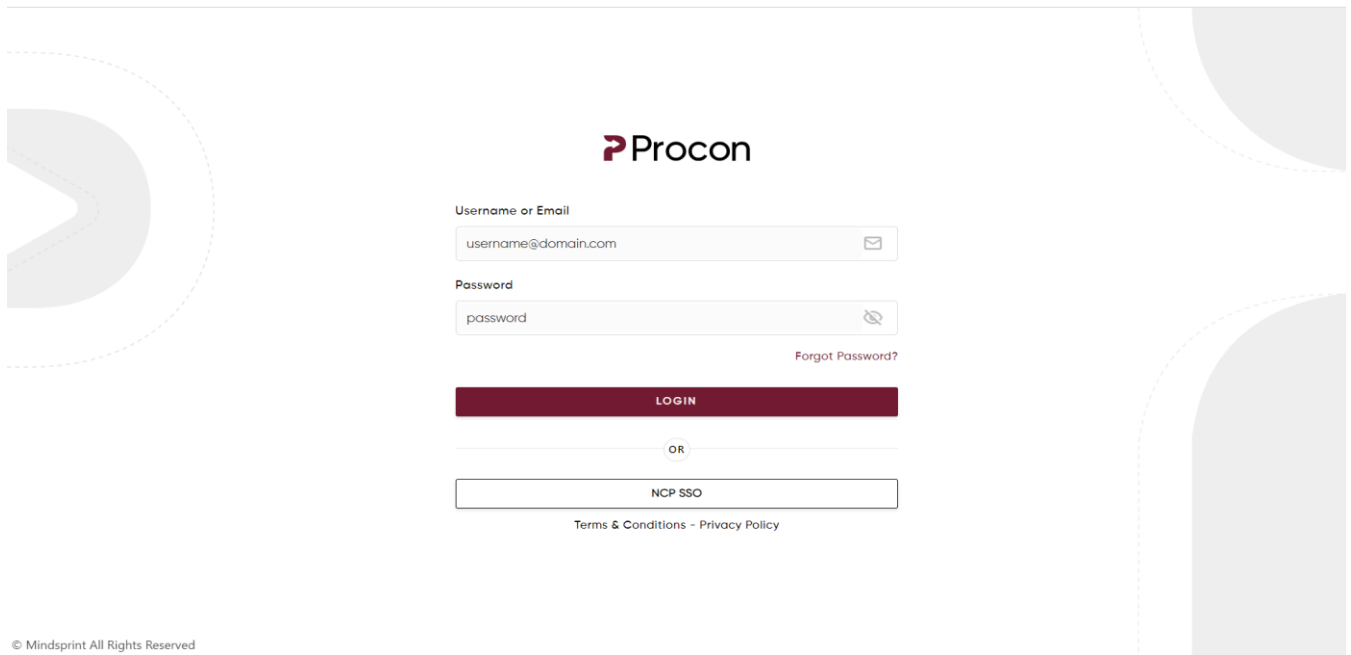 Procon
Username or Email
username@domain.com
Password
password
Forgot Password?
LOGIN
OR
NCP SSO
Terms & Conditions - Privacy Policy
© Mindsprint All Rights Reserved